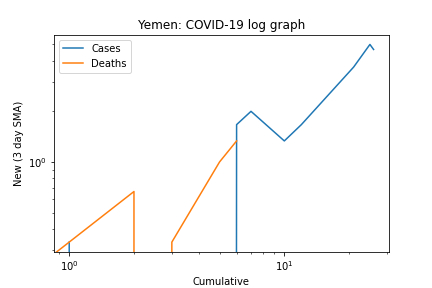 Yemen: COVID-19 log graph
Cases
Deaths
New (3 day SMA)
10⁰
10⁰
10¹
Cumulative